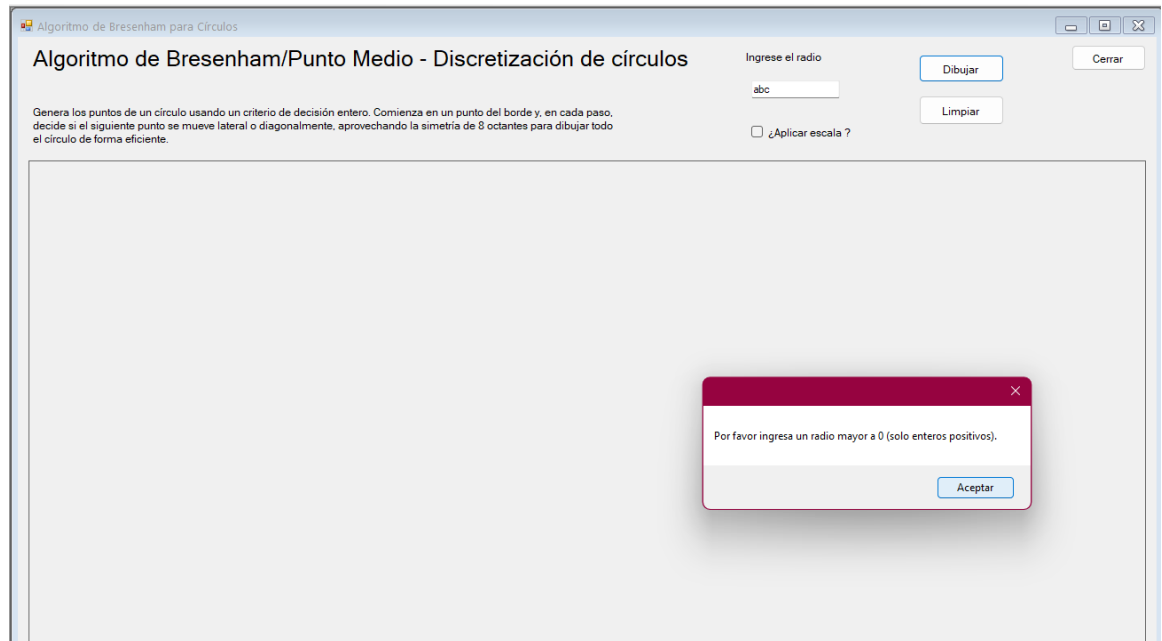 Algoritmo de Bresenham para Círculos
Algoritmo de Bresenham/Punto Medio - Discretización de círculos
Ingrese el radio
Dibujar
Cerrar
abc
Genera los puntos de un círculo usando un criterio de decisión entero. Comienza en un punto del borde y, en cada paso,
decide si el siguiente punto se mueve lateral o diagonalmente, aprovechando la simetría de 8 octantes para dibujar todo
el círculo de forma eficiente.
Limpiar
¿Aplicar escala ?
Por favor ingresa un radio mayor a 0 (solo enteros positivos).
Aceptar